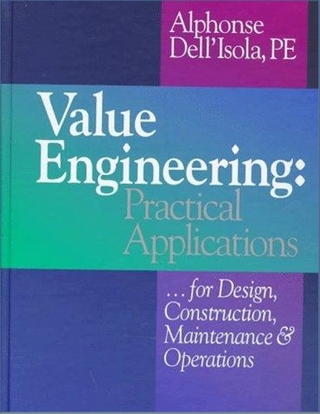 Alphonse
Dell'Isola, PE
Value
Engineering:
Practical
Applications
...for Design,
Construction,
Maintenance &
Operations